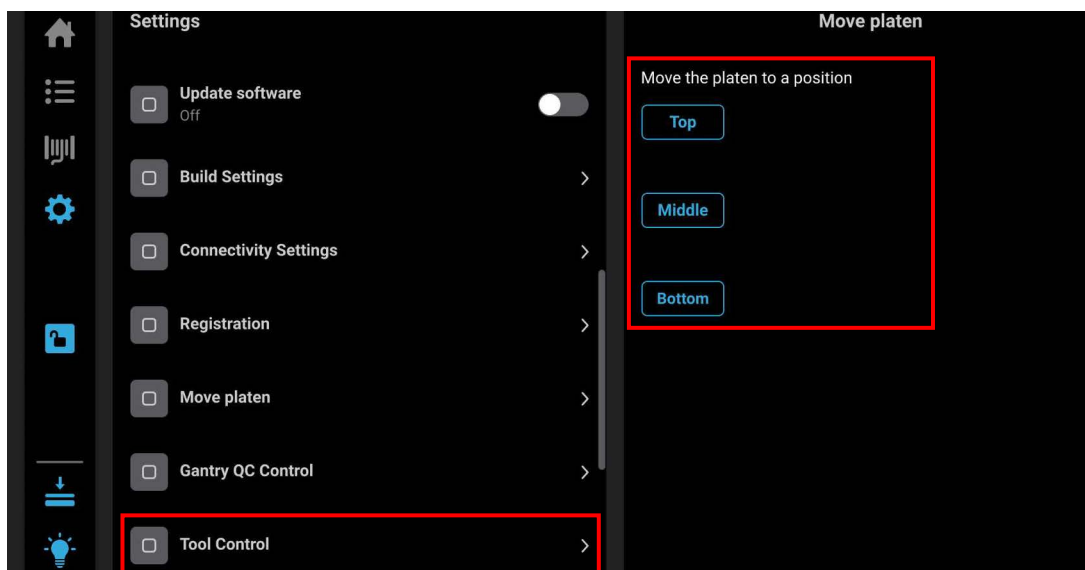 Settings
Update software
Off
Build Settings
Connectivity Settings
Registration
Move platen
Gantry QC Control
Tool Control
Move platen
Move the platen to a position
Top
Middle
Bottom